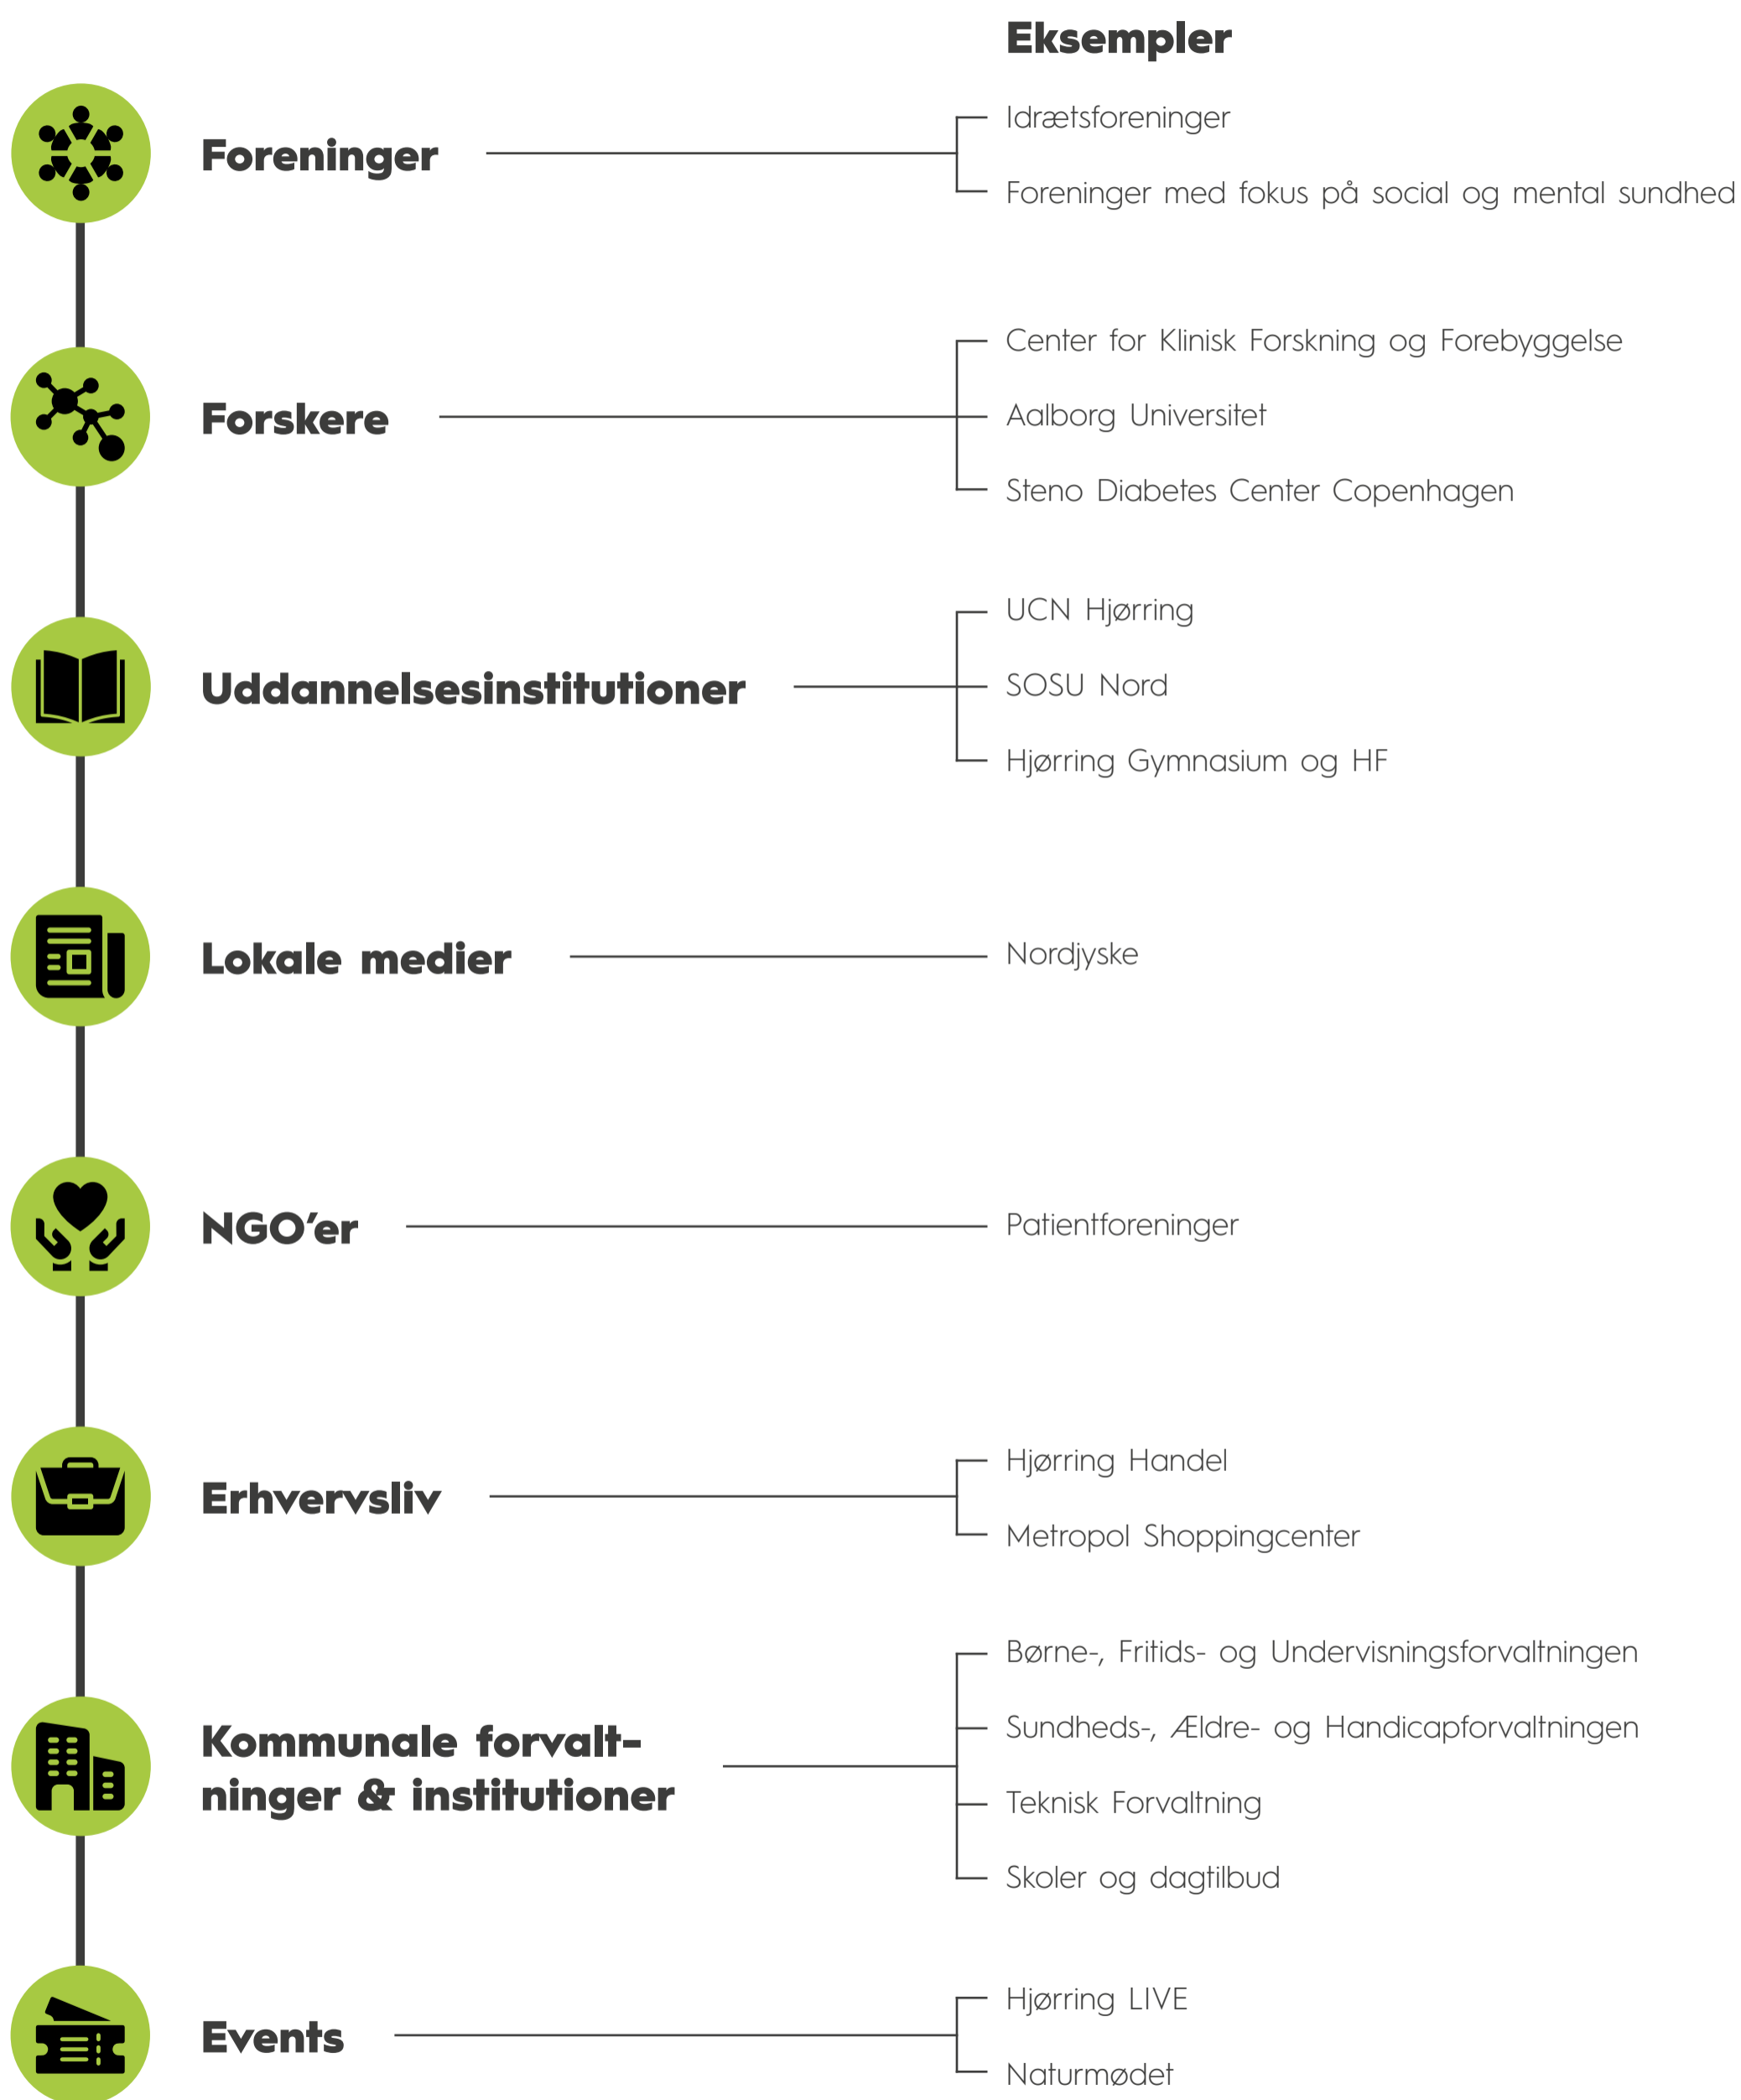 Eksempler
Foreninger
Idrætsforeninger
Foreninger med fokus på social og mental sundhed
Forskere
Center for Klinisk Forskning og Forebyggelse
Aalborg Universitet
Steno Diabetes Center Copenhagen
Uddannelsesinstitutioner
UCN Hjørring
SOSU Nord
Hjørring Gymnasium og HF
Lokale medier
Nordjyske
NGO’er
Patientforeninger
Erhvervsliv
Hjørring Handel
Metropol Shoppingcenter
Kommunale forvalt-
ninger & institutioner
Børne-, Fritids- og Undervisningsforvaltningen
Sundheds-, Ældre- og Handicapforvaltningen
Teknisk Forvaltning
Skoler og dagtilbud
Events
Hjørring LIVE
Naturmødet